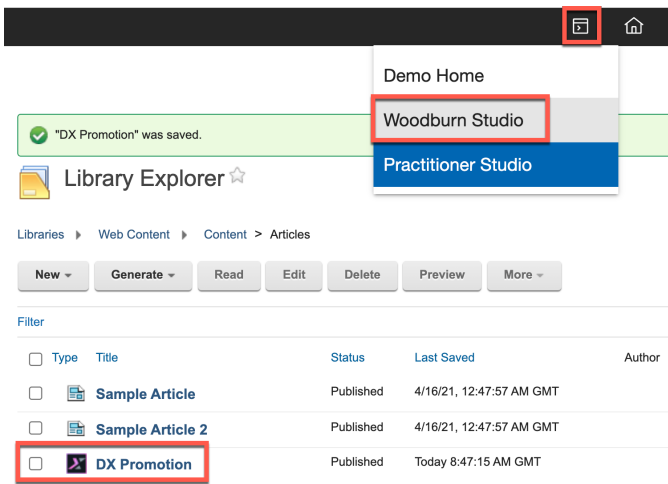 Demo Home
Woodburn Studio
Practitioner Studio
"DX Promotion" was saved.
Library Explorer
Libraries Web Content Content > Articles
New Generate Read Edit Delete Preview More
Filter
Type Title Status Last Saved Author
Sample Article Published 4/16/21, 12:47:57 AM GMT
Sample Article 2 Published 4/16/21, 12:47:57 AM GMT
DX Promotion Published Today 8:47:15 AM GMT